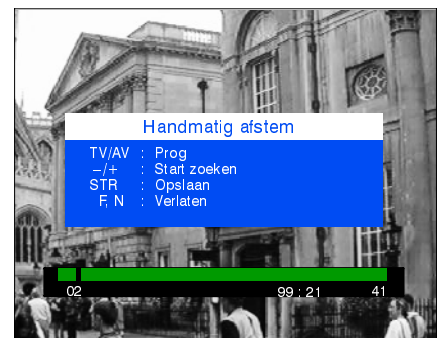 Handmatig afstem
TV/AV : Prog
−/+ : Start zoeken
STR : Opslaan
F, N : Verlaten
02 99 : 21 41